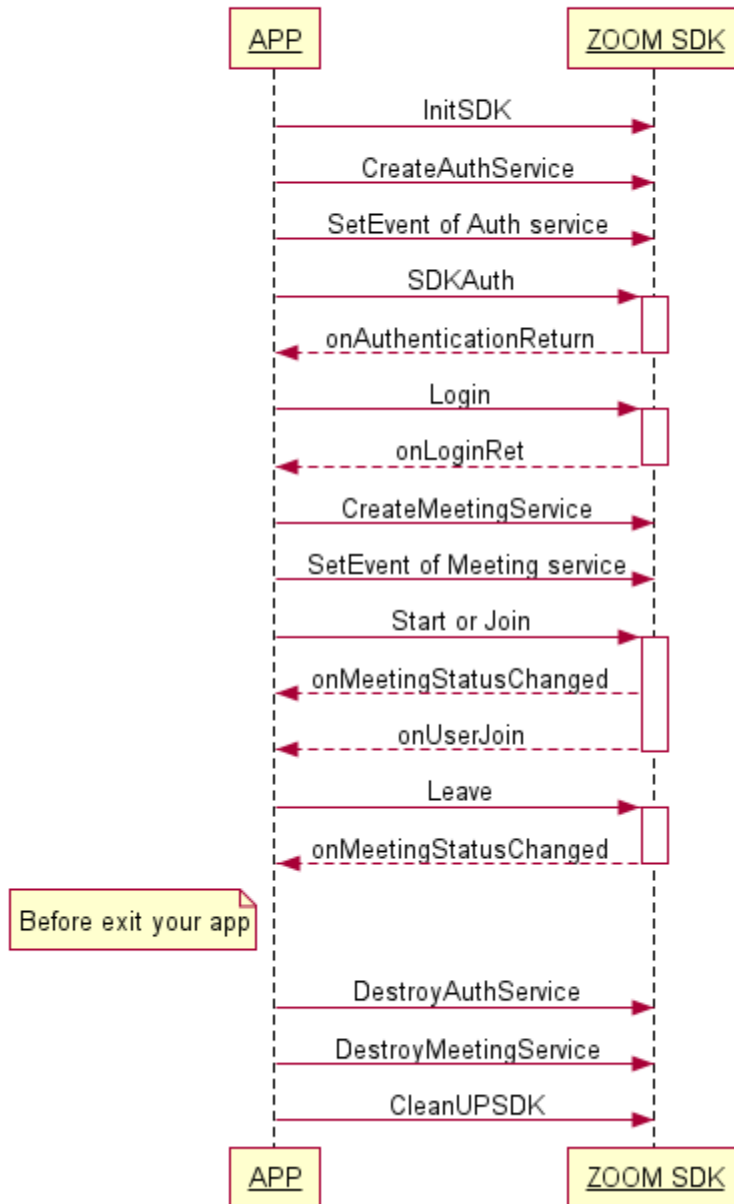 APP
ZOOM SDK
InitSDK
CreateAuthService
SetEvent of Auth service
SDKAuth
onAuthenticationReturn
Login
onLoginRet
CreateMeetingService
SetEvent of Meeting service
Start or Join
onMeetingStatusChanged
onUserJoin
Leave
onMeetingStatusChanged
Before exit your app
DestroyAuthService
DestroyMeetingService
CleanUPSDK
APP
ZOOM SDK